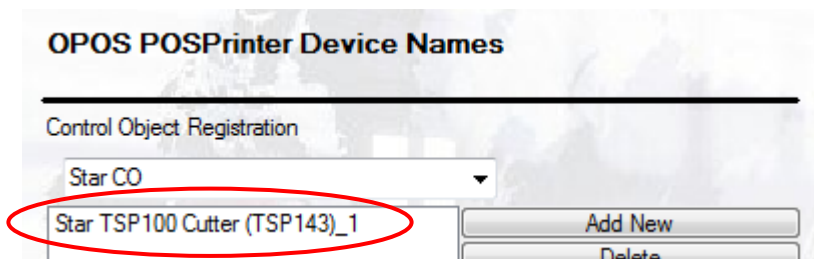 OPOS POSPrinter Device Names
Control Object Registration
Star CO
Star TSP100 Cutter (TSP143)_1
Add New
Delete